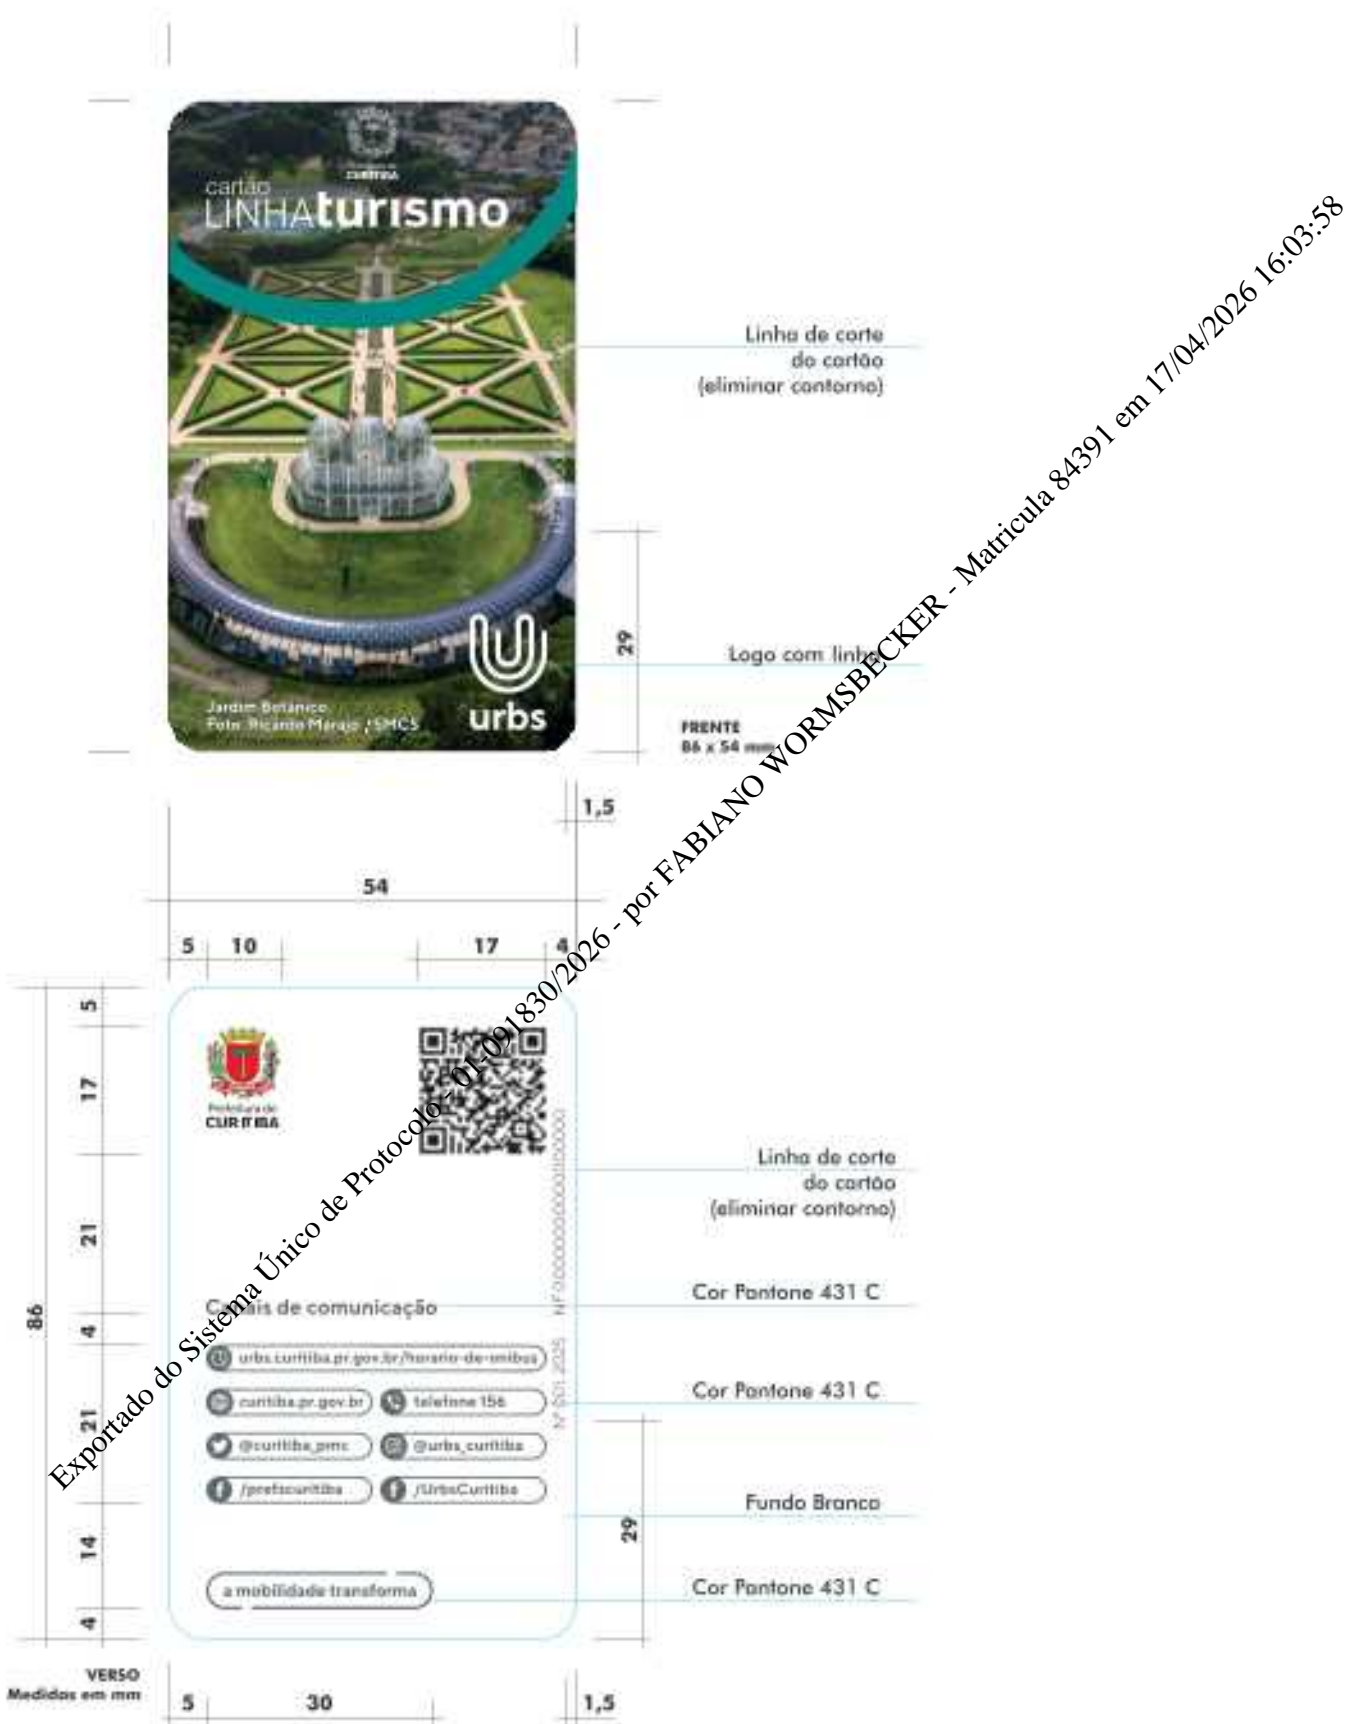 CURITIBA
cartão
LINHAturismo
Linha de corte
do cartão
(eliminar contorno)
29
Logo com linha
Jardim Botânico
Foto: Ricardo Marajó /SMCS
urbs
FRENTE
86 x 54 mm
1,5
54
5 10 17 4
5
17
21
4
21
14
4
86
Prefeitura de
CURITIBA
Linha de corte
do cartão
(eliminar contorno)
Canais de comunicação
Cor Pantone 431 C
urbs.curitiba.pr.gov.br/horario-de-onibus
curitiba.pr.gov.br telefone 156
Cor Pantone 431 C
@curitiba_pmc @urbs_curitiba
/prefscuritiba /UrbsCuritiba
Fundo Branco
29
a mobilidade transforma
Cor Pantone 431 C
VERSO
Medidas em mm
5 30 1,5
Exportado do Sistema Único de Protocolo - 01-091830/2026 - por FABIANO WORMSBECKER - Matricula 84391 em 17/04/2026 16:03:58